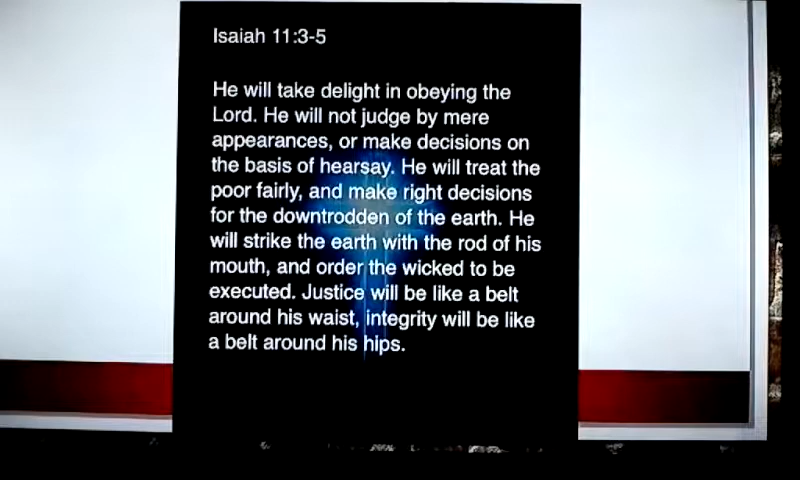 Isaiah 11:3-5
He will take delight in obeying the
Lord. He will not judge by mere
appearances, or make decisions on
the basis of hearsay. He will treat the
poor fairly, and make right decisions
for the downtrodden of the earth. He
will strike the earth with the rod of his
mouth, and order the wicked to be
executed. Justice will be like a belt
around his waist, integrity will be like
a belt around his hips.